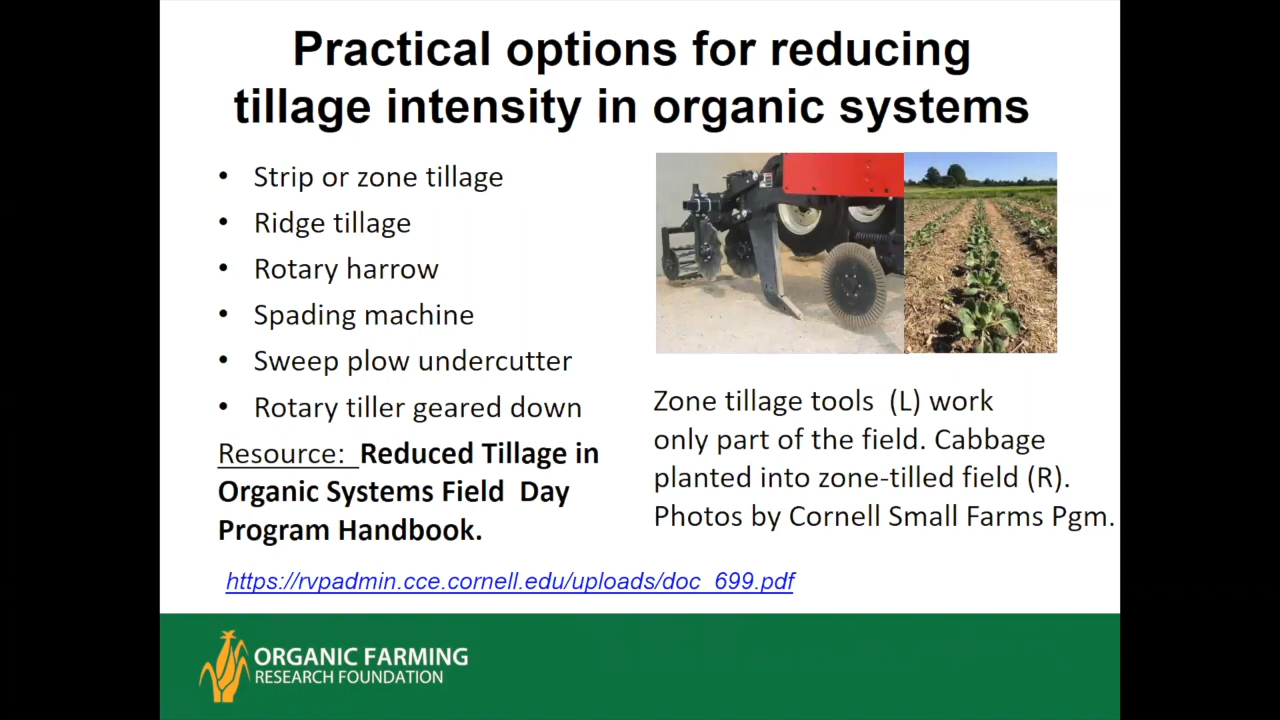 Practical options for reducing
tillage intensity in organic systems
• Strip or zone tillage
• Ridge tillage
• Rotary harrow
• Spading machine
• Sweep plow undercutter
• Rotary tiller geared down
Resource: Reduced Tillage in
Organic Systems Field Day
Program Handbook.
https://rvpadmin.cce.cornell.edu/uploads/doc_699.pdf
Zone tillage tools (L) work
only part of the field. Cabbage
planted into zone-tilled field (R).
Photos by Cornell Small Farms Pgm.
ORGANIC FARMING
RESEARCH FOUNDATION